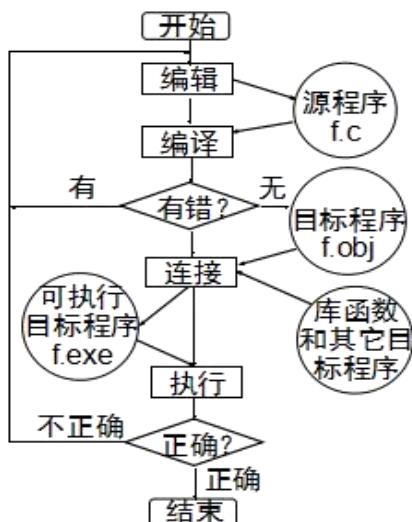 开始
编辑
源程序
f.c
编译
有
有错?
无
目标程序
f.obj
连接
可执行
目标程序
f.exe
库函数
和其它目
标程序
执行
不正确
正确?
正确
结束